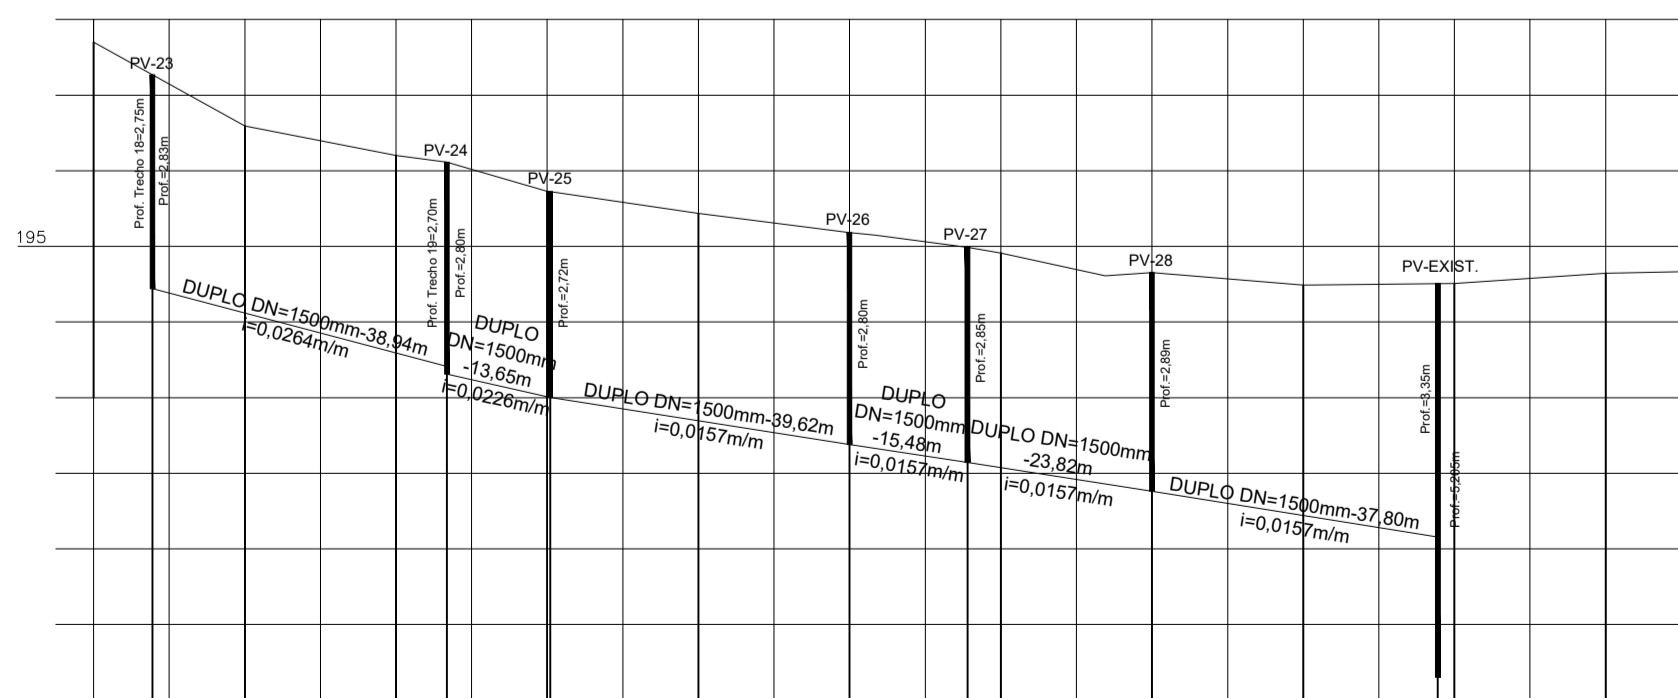 PV-23
Prof. Trecho 18=2,75m
Prof.=2,83m
PV-24
Prof. Trecho 19=2,70m
Prof.=2,80m
PV-25
Prof.=2,72m
PV-26
Prof.=2,80m
PV-27
Prof.=2,85m
PV-28
Prof.=2,89m
PV-EXIST.
Prof.=3,35m
Prof.=5,205m
195
DUPLO DN=1500mm-38,94m
i=0,0264m/m
DUPLO
DN=1500mm
-13,65m
i=0,0226m/m
DUPLO DN=1500mm-39,62m
i=0,0157m/m
DUPLO
DN=1500mm
-15,48m
i=0,0157m/m
DUPLO DN=1500mm
-23,82m
i=0,0157m/m
DUPLO DN=1500mm-37,80m
i=0,0157m/m